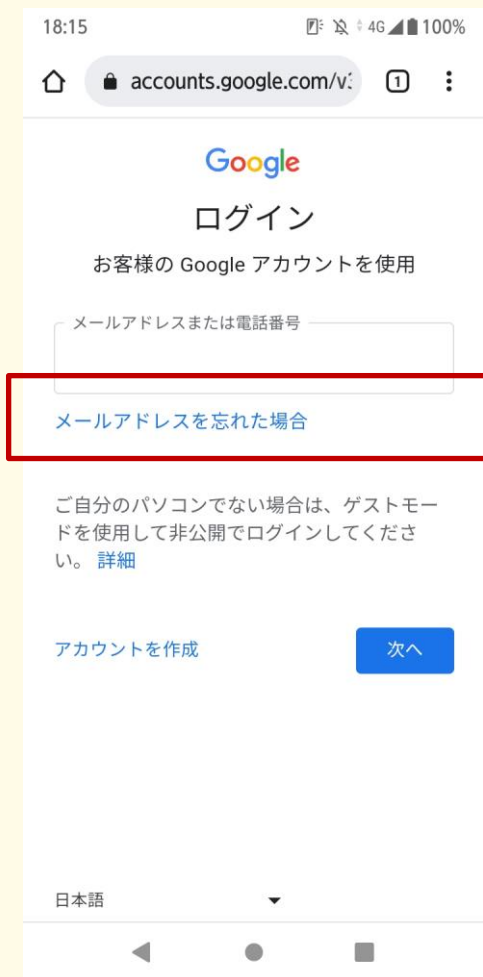 18:15 4G 100%
accounts.google.com/v 1
Google
ログイン
お客様の Google アカウントを使用
メールアドレスまたは電話番号
メールアドレスを忘れた場合
ご自分のパソコンでない場合は、ゲストモー
ドを使用して非公開でログインしてくださ
い。 詳細
アカウントを作成 次へ
日本語